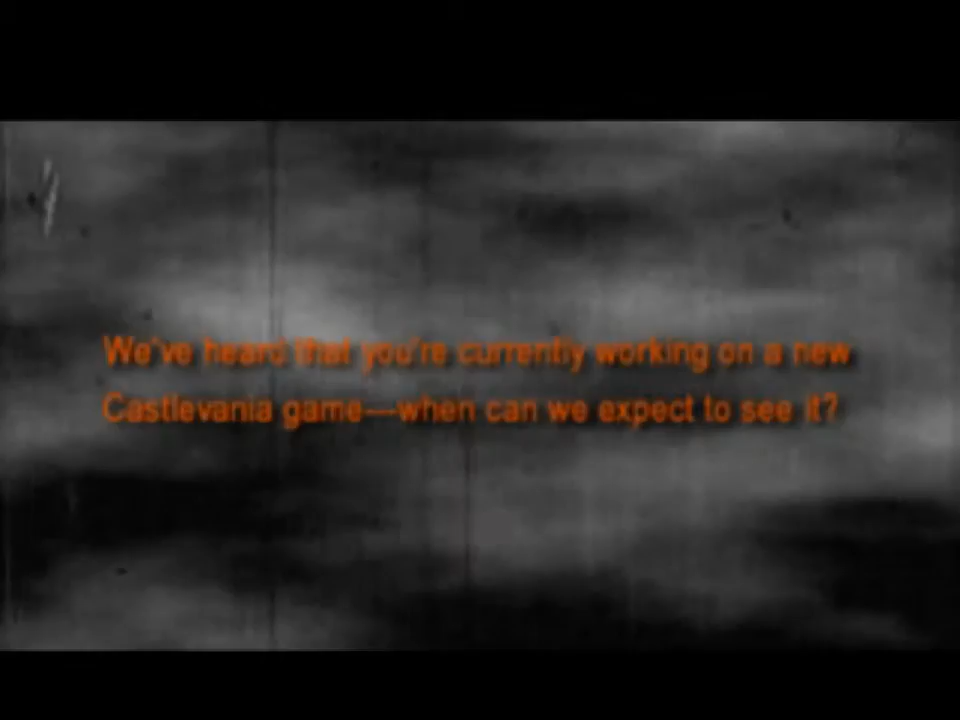 We've heard that you're currently working on a new
Castlevania game—when can we expect to see it?